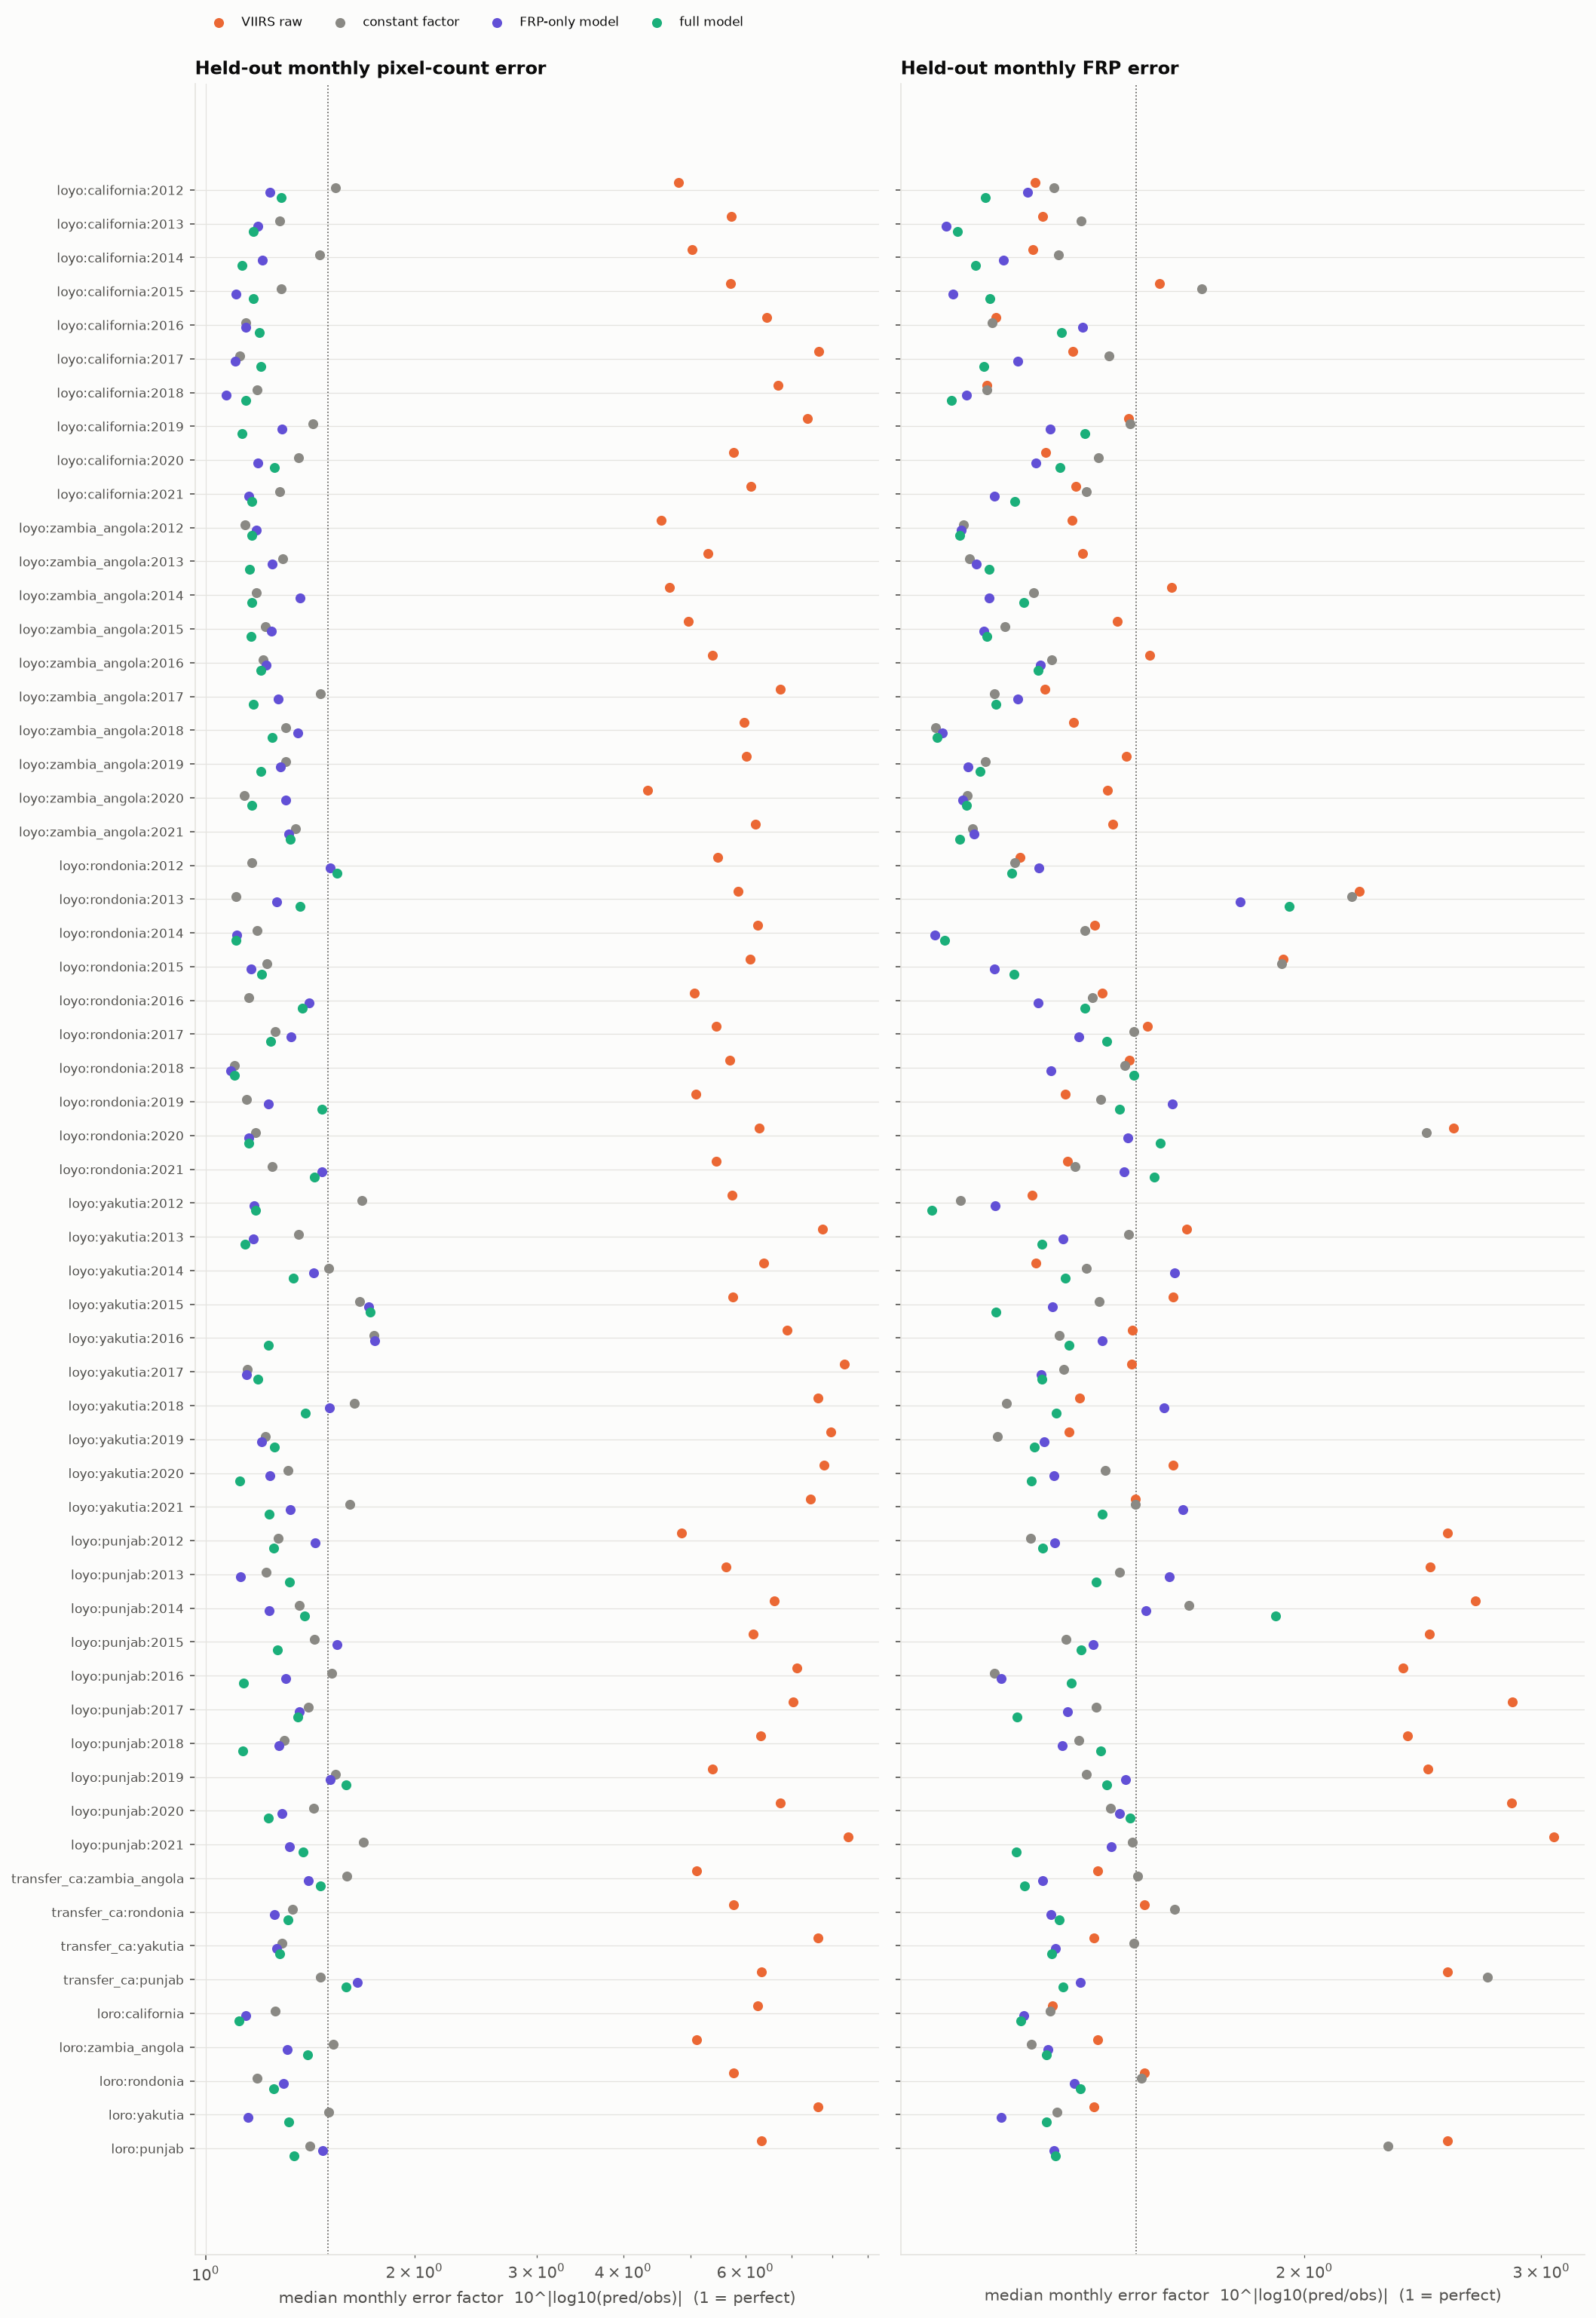 VIIRS raw
constant factor
FRP-only model
full model
Held-out monthly pixel-count error
Held-out monthly FRP error
loyo:california:2012
loyo:california:2013
loyo:california:2014
loyo:california:2015
loyo:california:2016
loyo:california:2017
loyo:california:2018
loyo:california:2019
loyo:california:2020
loyo:california:2021
loyo:zambia_angola:2012
loyo:zambia_angola:2013
loyo:zambia_angola:2014
loyo:zambia_angola:2015
loyo:zambia_angola:2016
loyo:zambia_angola:2017
loyo:zambia_angola:2018
loyo:zambia_angola:2019
loyo:zambia_angola:2020
loyo:zambia_angola:2021
loyo:rondonia:2012
loyo:rondonia:2013
loyo:rondonia:2014
loyo:rondonia:2015
loyo:rondonia:2016
loyo:rondonia:2017
loyo:rondonia:2018
loyo:rondonia:2019
loyo:rondonia:2020
loyo:rondonia:2021
loyo:yakutia:2012
loyo:yakutia:2013
loyo:yakutia:2014
loyo:yakutia:2015
loyo:yakutia:2016
loyo:yakutia:2017
loyo:yakutia:2018
loyo:yakutia:2019
loyo:yakutia:2020
loyo:yakutia:2021
loyo:punjab:2012
loyo:punjab:2013
loyo:punjab:2014
loyo:punjab:2015
loyo:punjab:2016
loyo:punjab:2017
loyo:punjab:2018
loyo:punjab:2019
loyo:punjab:2020
loyo:punjab:2021
transfer_ca:zambia_angola
transfer_ca:rondonia
transfer_ca:yakutia
transfer_ca:punjab
loro:california
loro:zambia_angola
loro:rondonia
loro:yakutia
loro:punjab
10⁰ 2 × 10⁰ 3 × 10⁰ 4 × 10⁰ 6 × 10⁰
median monthly error factor 10^|log10(pred/obs)| (1 = perfect)
2 × 10⁰ 3 × 10⁰
median monthly error factor 10^|log10(pred/obs)| (1 = perfect)